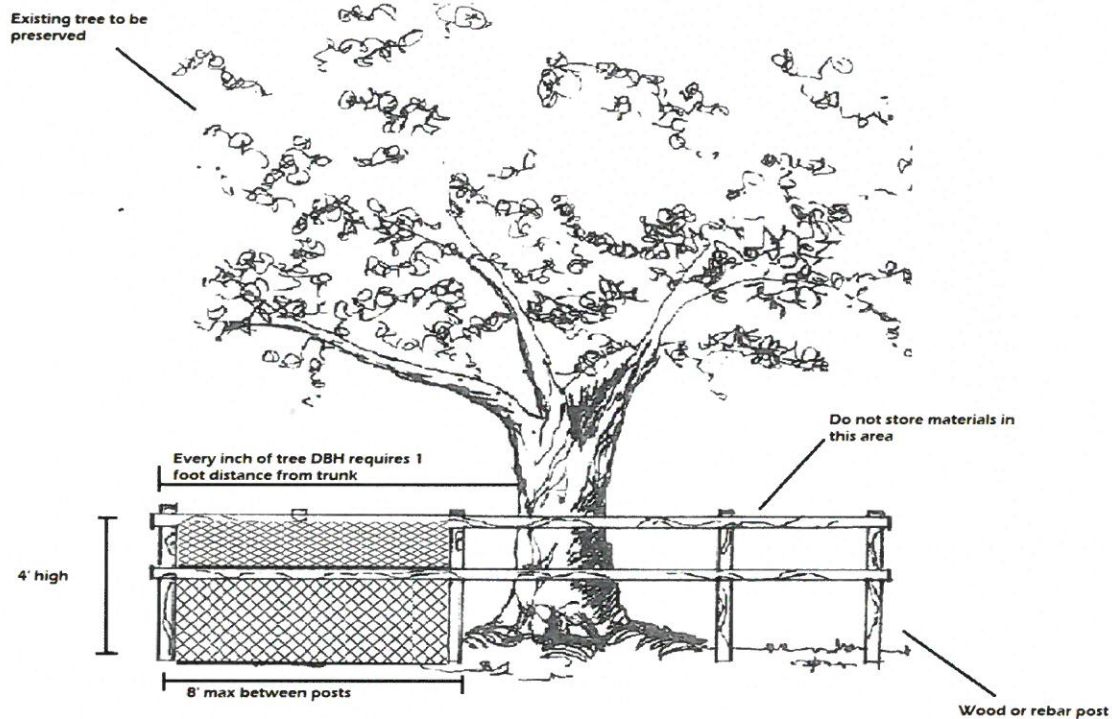 Existing tree to be
preserved
Do not store materials in
this area
Every inch of tree DBH requires 1
foot distance from trunk
4' high
8' max between posts
Wood or rebar post